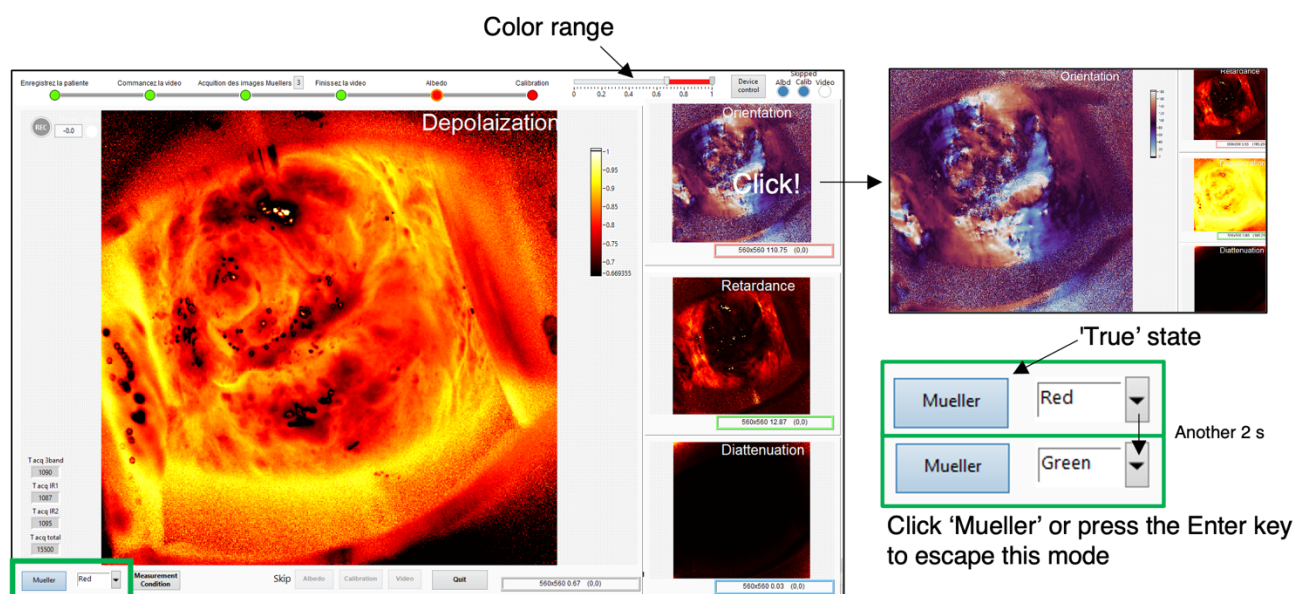 Color range
Enregistrez la patiente
Commancez la video
Acquition des images Muellers 3
Finissez la video
Albedo
Calibration
0 0.2 0.4 0.6 0.8 1
Device
control
Skipped
Albd Calib Video
REC
-0.0
Depolaization
-1
-0.95
-0.9
-0.85
-0.8
-0.75
-0.7
-0.669355
Orientation
Click!
560x560 110.75 (0,0)
Retardance
560x560 12.87 (0,0)
Diattenuation
560x560 0.03 (0,0)
T acq 3band
1090
T acq IR1
1087
T acq IR2
1095
T acq total
15500
Mueller
Red
Measurement
Condition
Skip
Albedo
Calibration
Video
Quit
560x560 0.67 (0,0)
Orientation
Retardance
Diattenuation
'True' state
Mueller
Red
Another 2 s
Mueller
Green
Click ‘Mueller’ or press the Enter key
to escape this mode